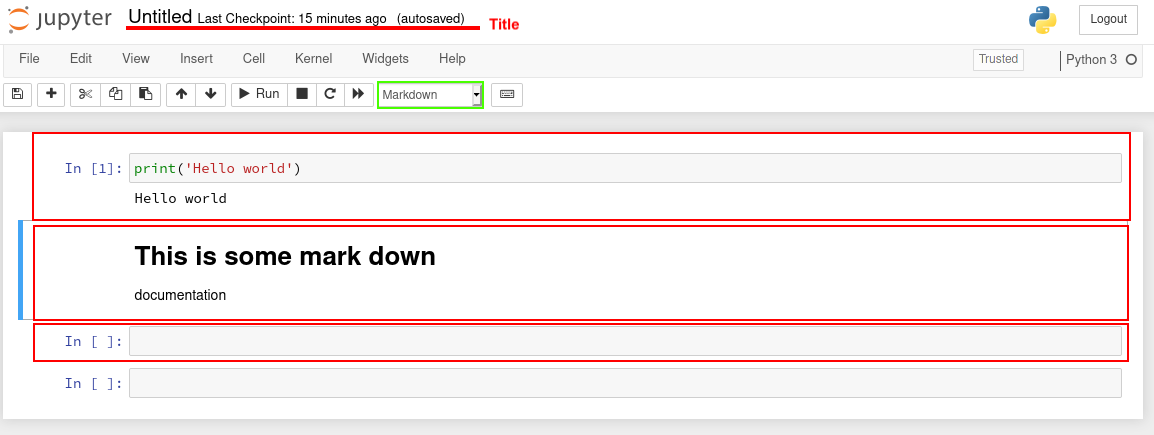 jupyter Untitled Last Checkpoint: 15 minutes ago (autosaved) Title Logout
File Edit View Insert Cell Kernel Widgets Help Trusted Python 3
Run Markdown
In [1]: print('Hello world')
Hello world
This is some mark down
documentation
In [ ]:
In [ ]: